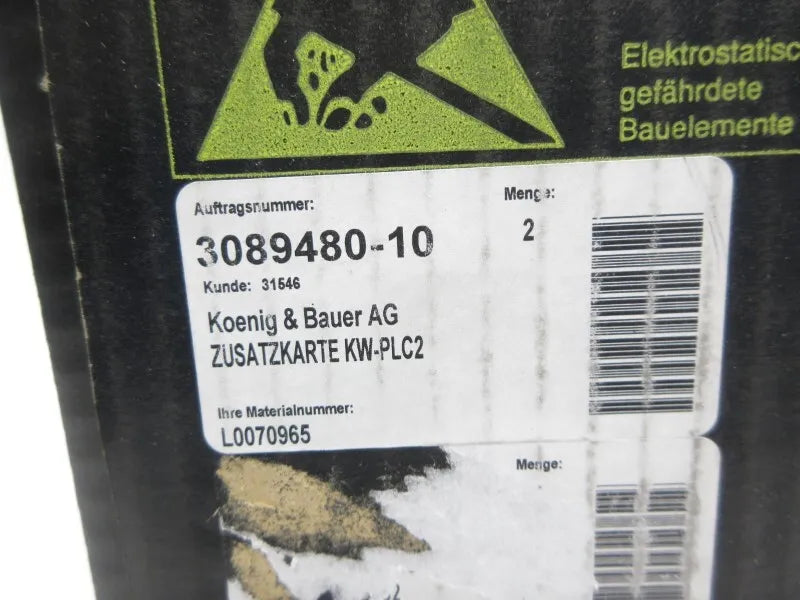 Elektrostatisc
gefährdete
Bauelemente
Auftragsnummer:
Menge:
3089480-10
2
Kunde: 31546
Koenig & Bauer AG
ZUSATZKARTE KW-PLC2
Ihre Materialnummer:
L0070965
Menge: